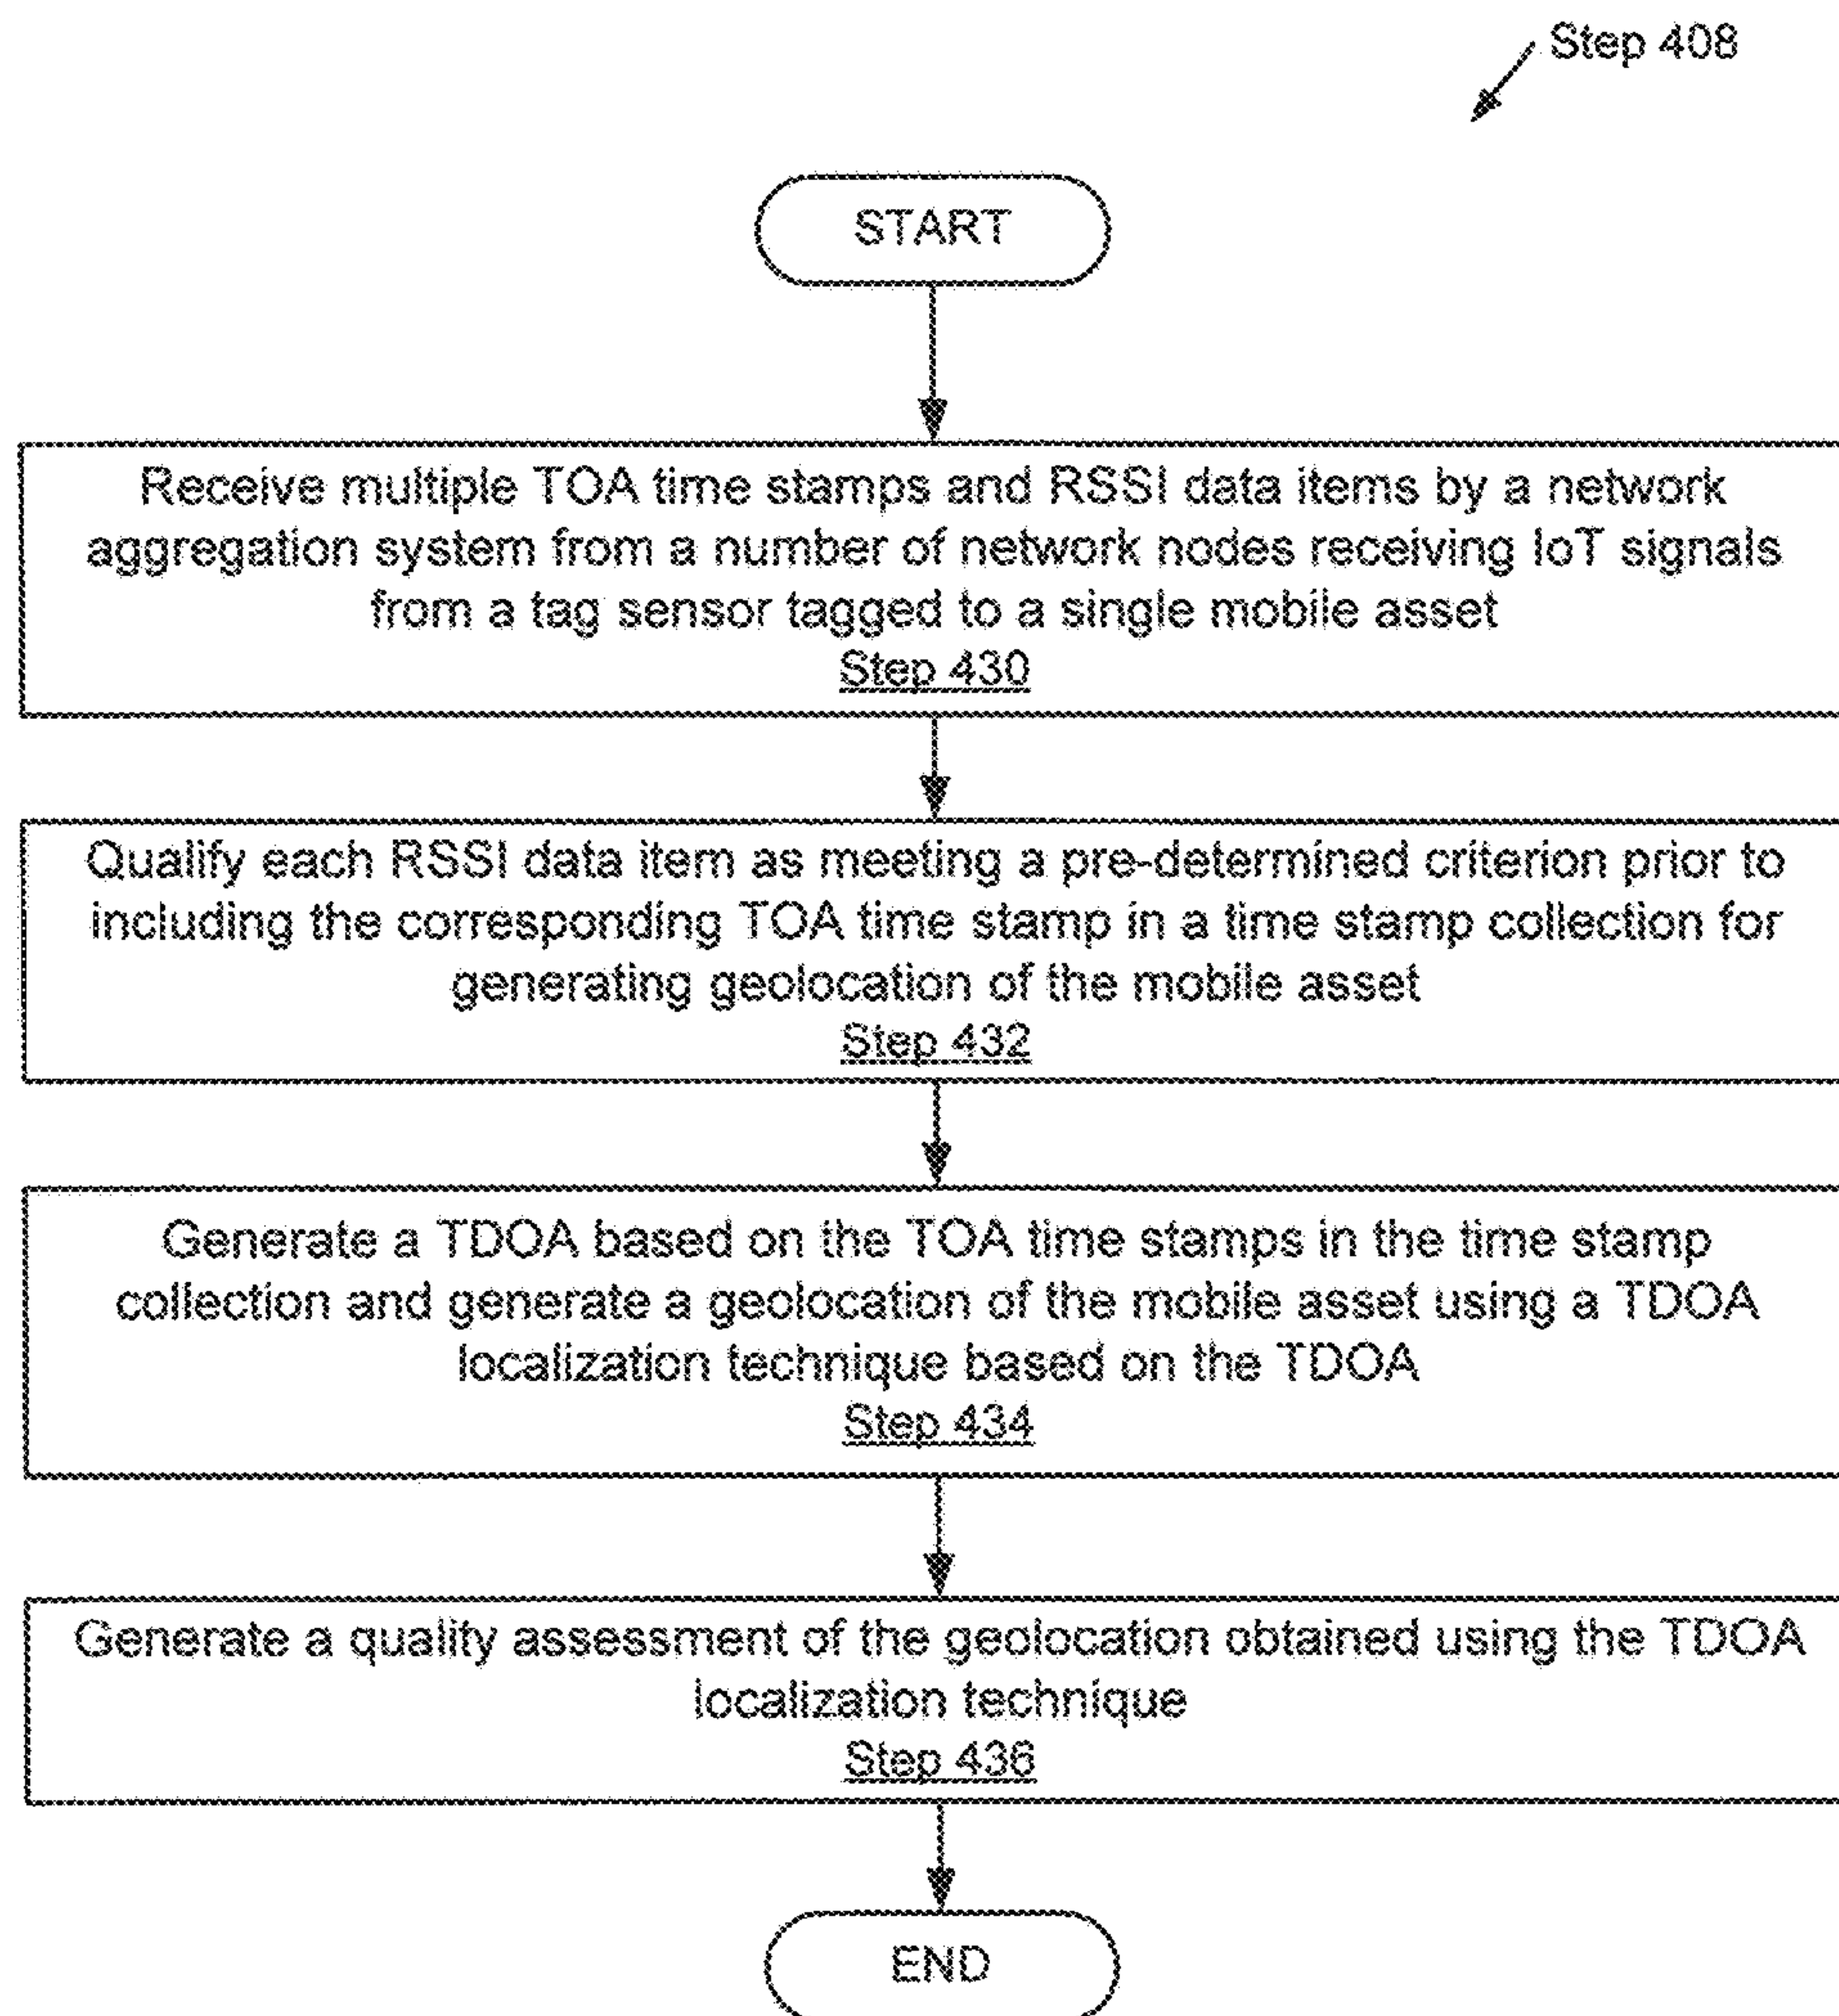 Step 408
START
Receive multiple TOA time stamps and RSSI data items by a network
aggregation system from a number of network nodes receiving IoT signals
from a tag sensor tagged to a single mobile asset
Step 430
Qualify each RSSI data item as meeting a pre-determined criterion prior to
including the corresponding TOA time stamp in a time stamp collection for
generating geolocation of the mobile asset
Step 432
Generate a TDOA based on the TOA time stamps in the time stamp
collection and generate a geolocation of the mobile asset using a TDOA
localization technique based on the TDOA
Step 434
Generate a quality assessment of the geolocation obtained using the TDOA
localization technique
Step 436
END